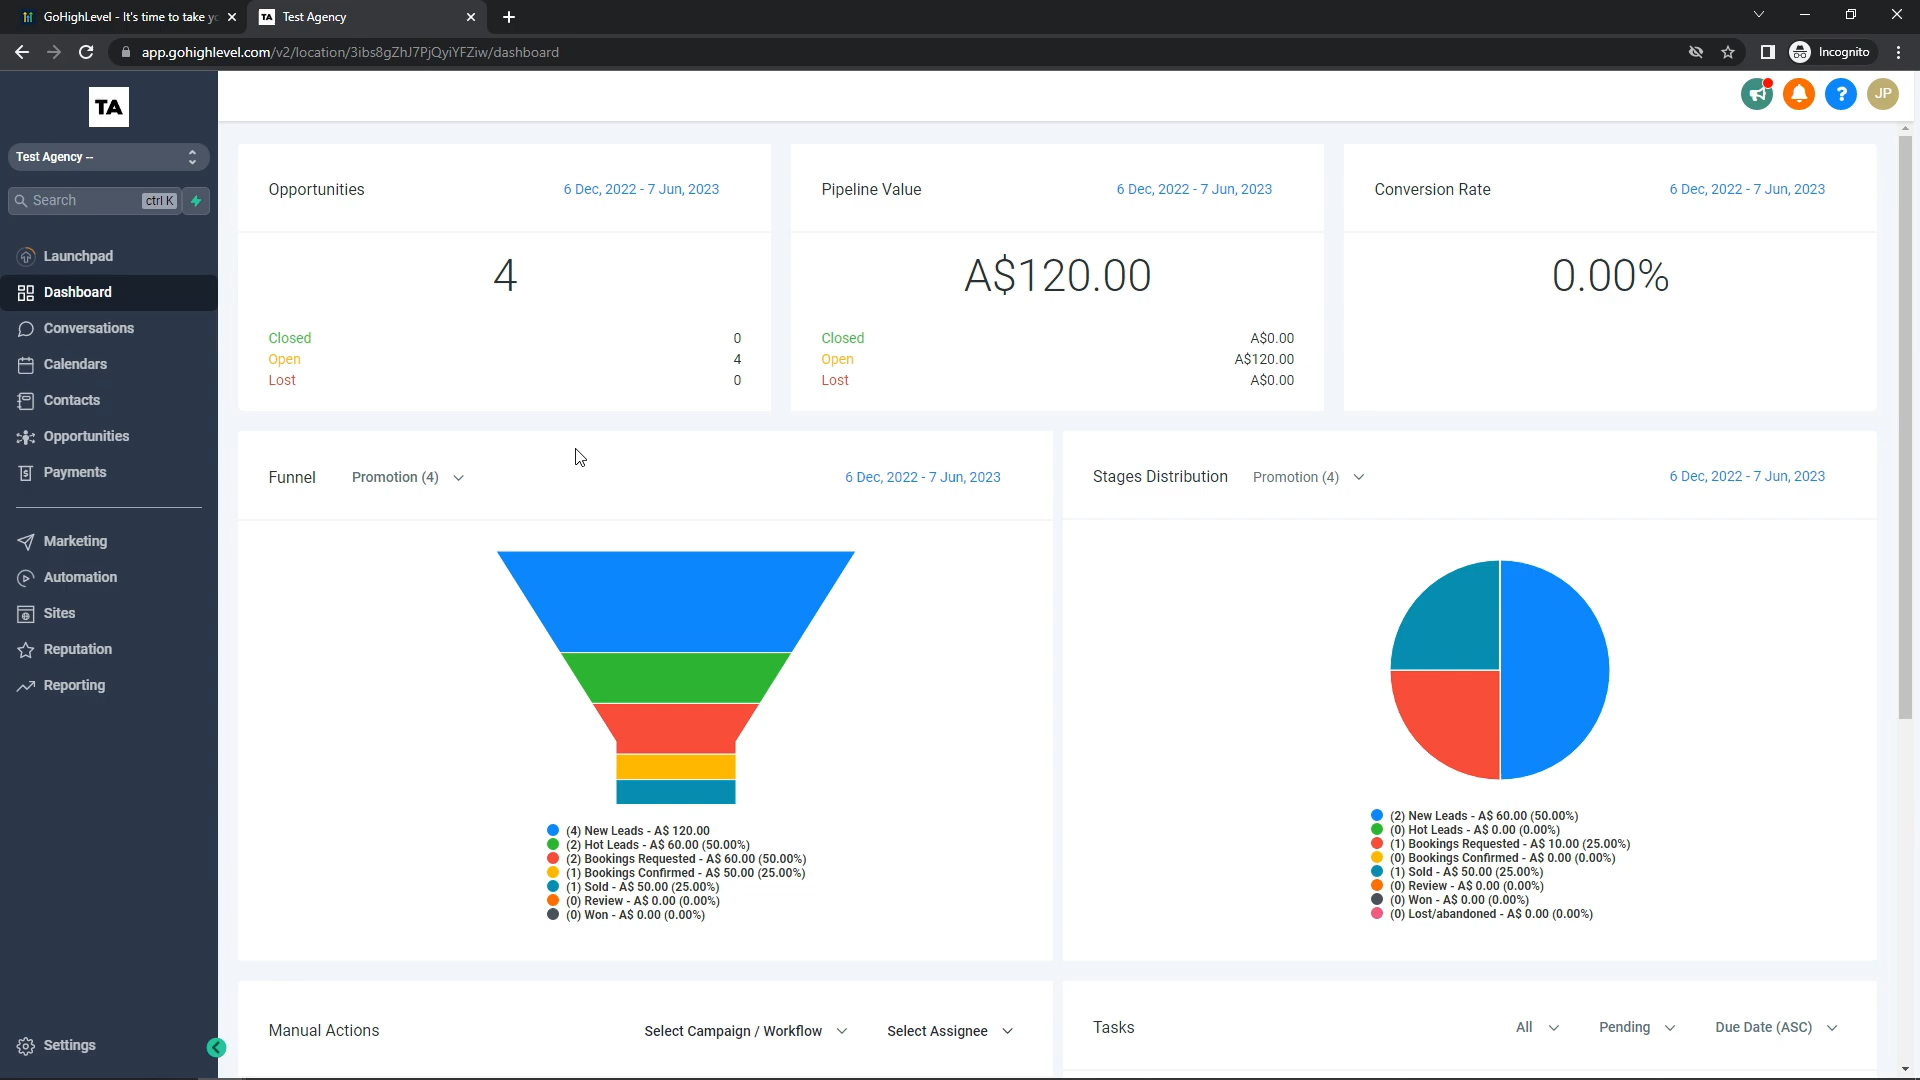 GoHighLevel - It's time to take yo
TA Test Agency
app.gohighlevel.com/v2/location/3ibs8gZhJ7PjQyiYFZiw/dashboard
Incognito
TA
Test Agency --
Search ctrl K
Launchpad
Dashboard
Conversations
Calendars
Contacts
Opportunities
Payments
Marketing
Automation
Sites
Reputation
Reporting
Settings
? JP
Opportunities 6 Dec, 2022 - 7 Jun, 2023
4
Closed 0
Open 4
Lost 0
Pipeline Value 6 Dec, 2022 - 7 Jun, 2023
A$120.00
Closed A$0.00
Open A$120.00
Lost A$0.00
Conversion Rate 6 Dec, 2022 - 7 Jun, 2023
0.00%
Funnel Promotion (4) 6 Dec, 2022 - 7 Jun, 2023
(4) New Leads - A$ 120.00
(2) Hot Leads - A$ 60.00 (50.00%)
(2) Bookings Requested - A$ 60.00 (50.00%)
(1) Bookings Confirmed - A$ 50.00 (25.00%)
(1) Sold - A$ 50.00 (25.00%)
(0) Review - A$ 0.00 (0.00%)
(0) Won - A$ 0.00 (0.00%)
Stages Distribution Promotion (4) 6 Dec, 2022 - 7 Jun, 2023
(2) New Leads - A$ 60.00 (50.00%)
(0) Hot Leads - A$ 0.00 (0.00%)
(1) Bookings Requested - A$ 10.00 (25.00%)
(0) Bookings Confirmed - A$ 0.00 (0.00%)
(1) Sold - A$ 50.00 (25.00%)
(0) Review - A$ 0.00 (0.00%)
(0) Won - A$ 0.00 (0.00%)
(0) Lost/abandoned - A$ 0.00 (0.00%)
Manual Actions Select Campaign / Workflow Select Assignee
Tasks All Pending Due Date (ASC)